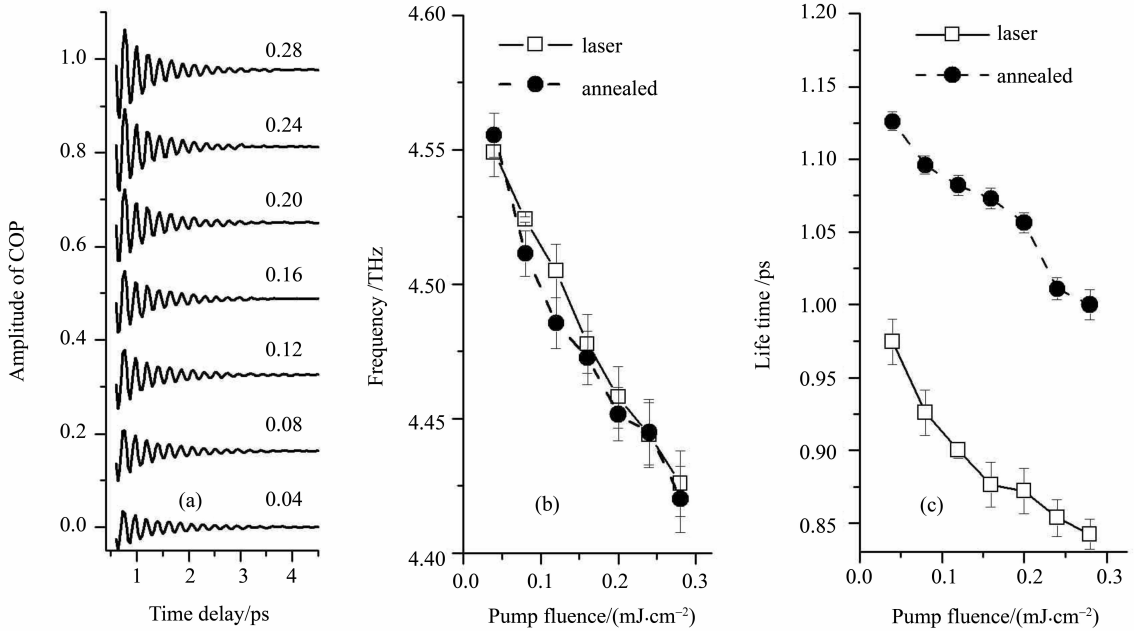 Amplitude of COP
1.0
0.8
0.6
0.4
0.2
0.0
0.28
0.24
0.20
0.16
0.12
0.08
0.04
(a)
1 2 3 4
Time delay/ps
Frequency /THz
4.60
4.55
4.50
4.45
4.40
laser
annealed
(b)
0.0 0.1 0.2 0.3
Pump fluence/(mJ·cm⁻²)
Life time /ps
1.20
1.15
1.10
1.05
1.00
0.95
0.90
0.85
laser
annealed
(c)
0.0 0.1 0.2 0.3
Pump fluence/(mJ·cm⁻²)